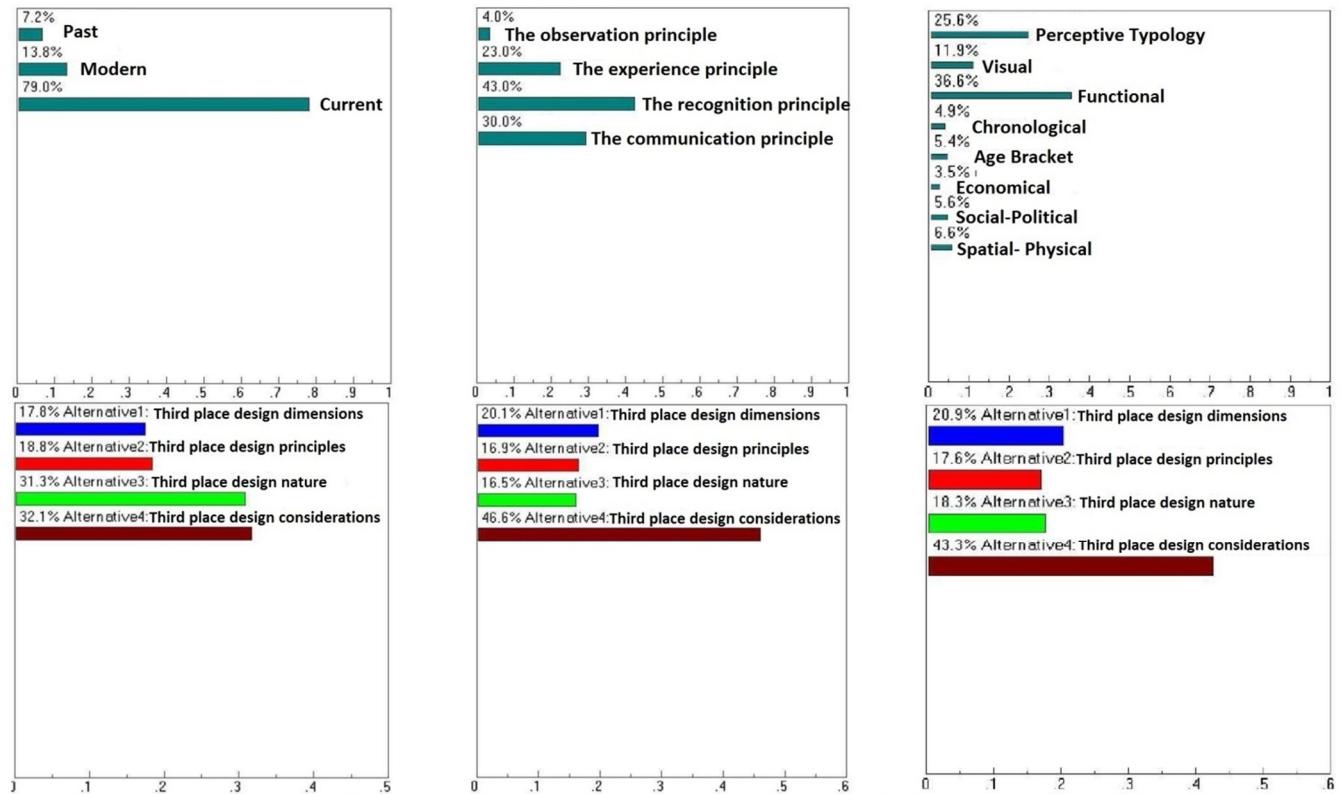 7.2%
Past
13.8%
Modern
79.0%
Current
0 .1 .2 .3 .4 .5 .6 .7 .8 .9 1
4.0%
The observation principle
23.0%
The experience principle
43.0%
The recognition principle
30.0%
The communication principle
0 .1 .2 .3 .4 .5 .6 .7 .8 .9 1
25.6%
Perceptive Typology
11.9%
Visual
36.6%
Functional
4.9%
Chronological
5.4%
Age Bracket
3.5%
Economical
5.6%
Social-Political
6.6%
Spatial- Physical
0 .1 .2 .3 .4 .5 .6 .7 .8 .9 1
17.8% Alternative1: Third place design dimensions
18.8% Alternative2:Third place design principles
31.3% Alternative3: Third place design nature
32.1% Alternative4:Third place design considerations
0 .1 .2 .3 .4 .5
20.1% Alternative1:Third place design dimensions
16.9% Alternative2:Third place design principles
16.5% Alternative3: Third place design nature
46.6% Alternative4:Third place design considerations
0 .1 .2 .3 .4 .5 .6
20.9% Alternative1:Third place design dimensions
17.6% Alternative2:Third place design principles
18.3% Alternative3: Third place design nature
43.3% Alternative4: Third place design considerations
0 .1 .2 .3 .4 .5 .6